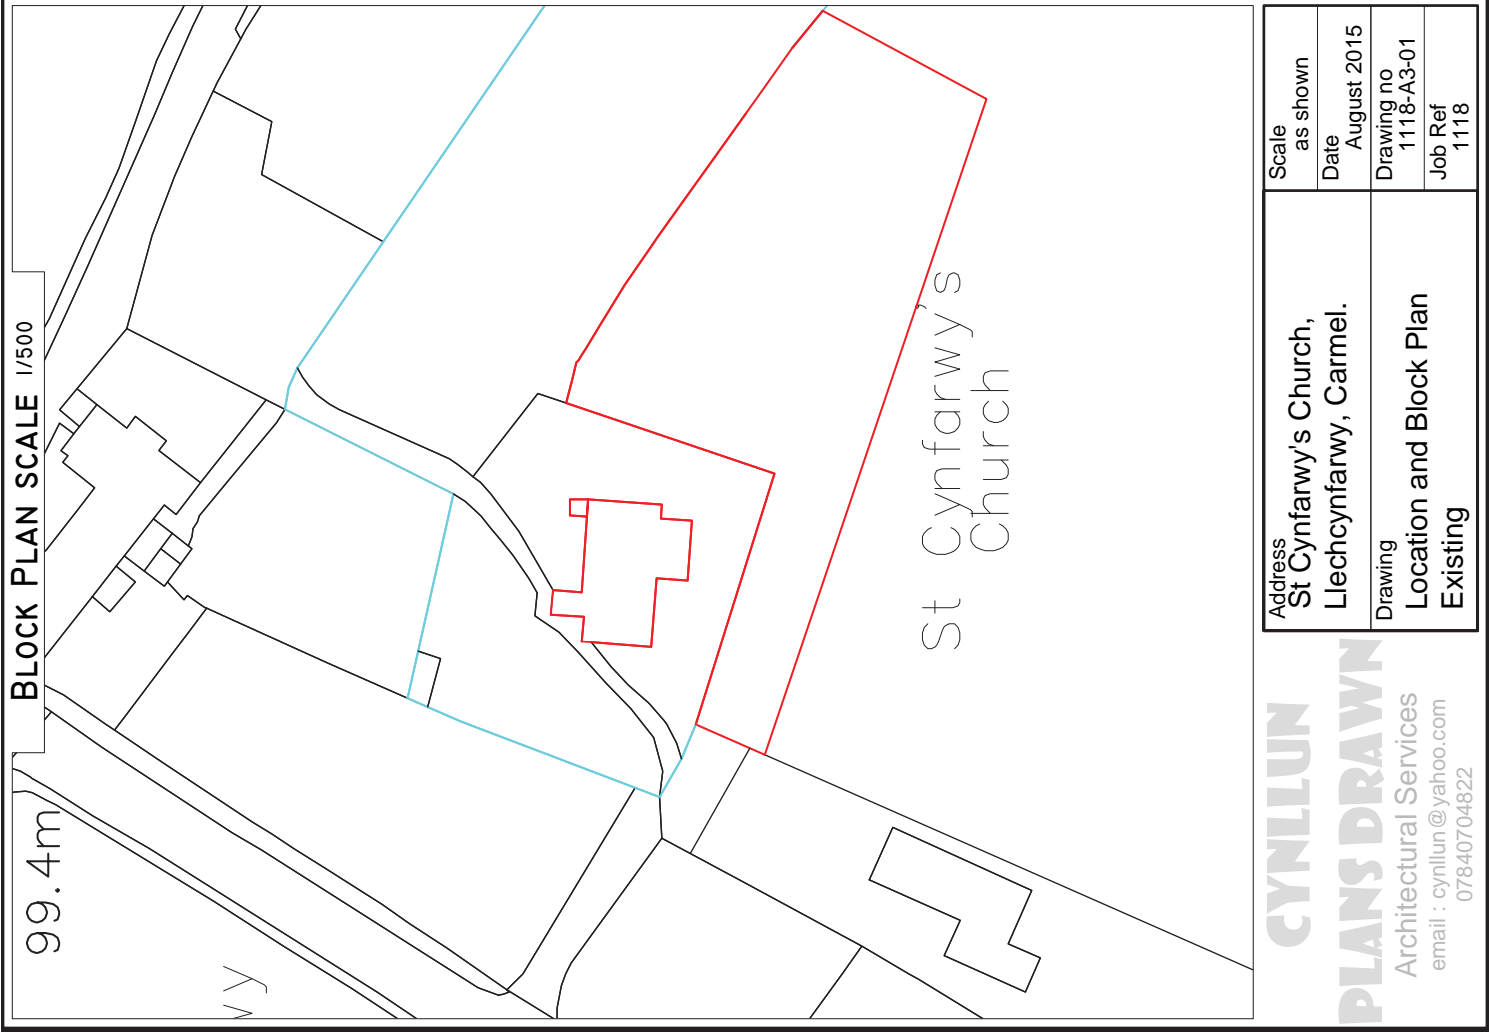 BLOCK PLAN SCALE 1/500
99.4m
wy
St Cynfarwy's
Church
CYNLLUN
PLANS DRAWN
Architectural Services
email : cynllun@yahoo.com
07840704822
Address
St Cynfarwy's Church,
Llechcynfarwy, Carmel.
Drawing
Location and Block Plan
Existing
Scale
as shown
Date
August 2015
Drawing no
1118-A3-01
Job Ref
1118